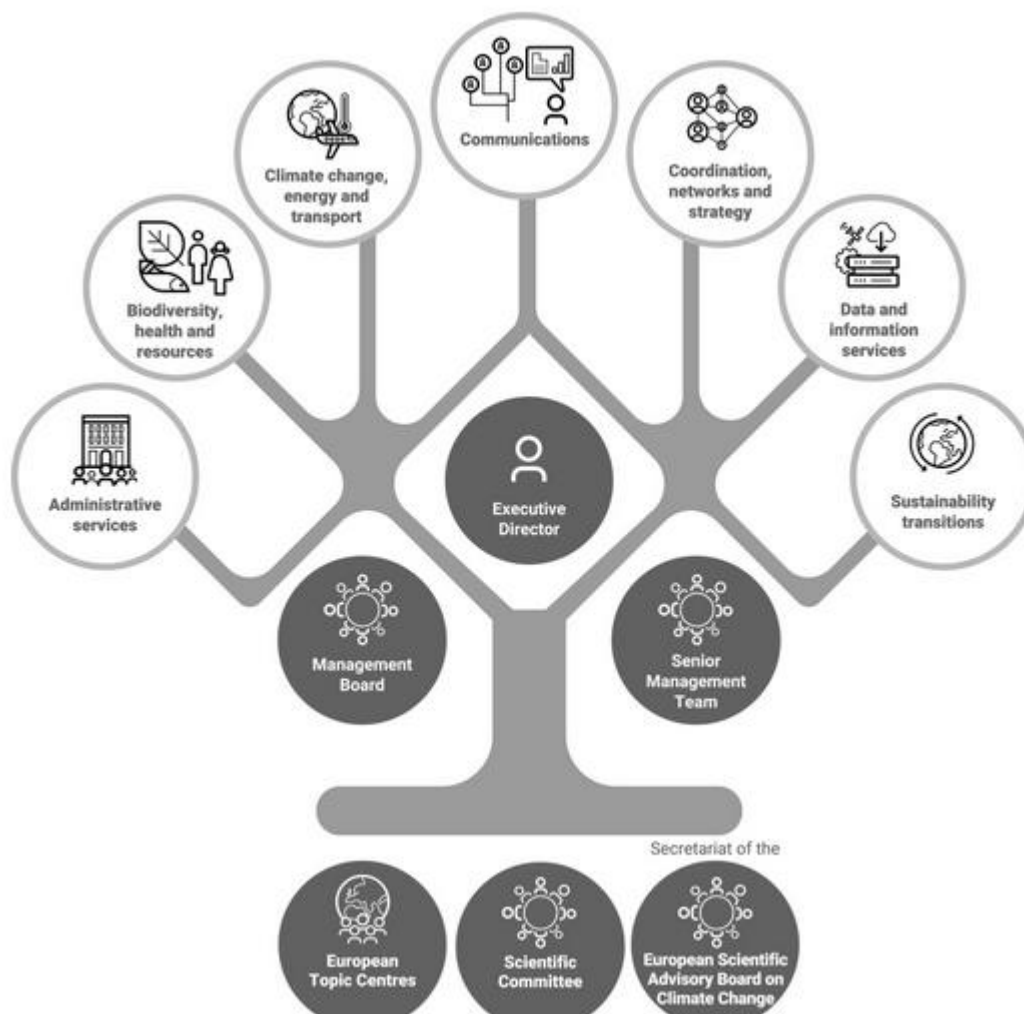 Communications
Climate change,
energy and
transport
Coordination,
networks and
strategy
Biodiversity,
health and
resources
Data and
information
services
Administrative
services
Executive
Director
Sustainability
transitions
Management
Board
Senior
Management
Team
Secretariat of the
European
Topic Centres
Scientific
Committee
European Scientific
Advisory Board on
Climate Change